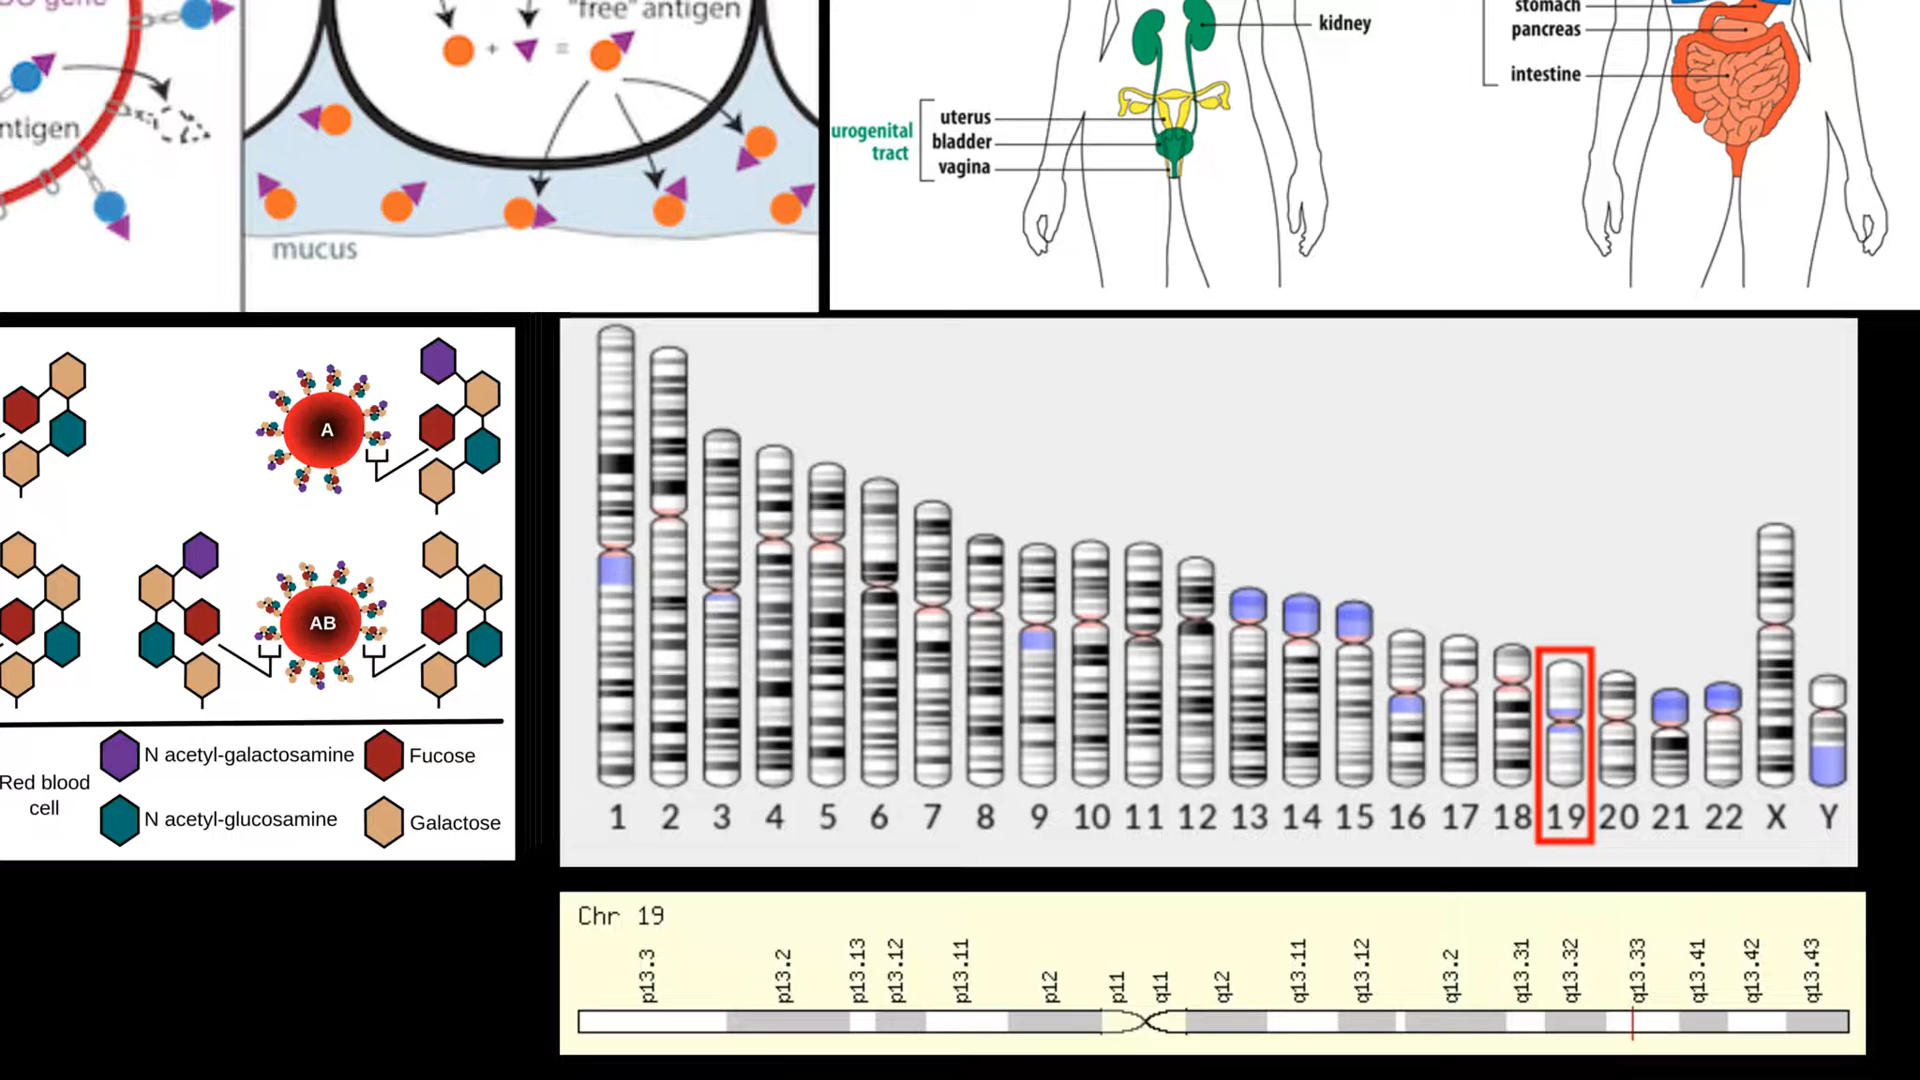 gene
"free" antigen
+
=
ntigen
mucus
kidney
uterus
bladder
vagina
urogenital
tract
stomach
pancreas
intestine
A
AB
Red blood
cell
N acetyl-galactosamine
Fucose
N acetyl-glucosamine
Galactose
1 2 3 4 5 6 7 8 9 10 11 12 13 14 15 16 17 18 19 20 21 22 X Y
Chr 19
p13.3 p13.2 p13.13 p13.12 p13.11 p12 p11 q11 q12 q13.11 q13.12 q13.2 q13.31 q13.32 q13.33 q13.41 q13.42 q13.43